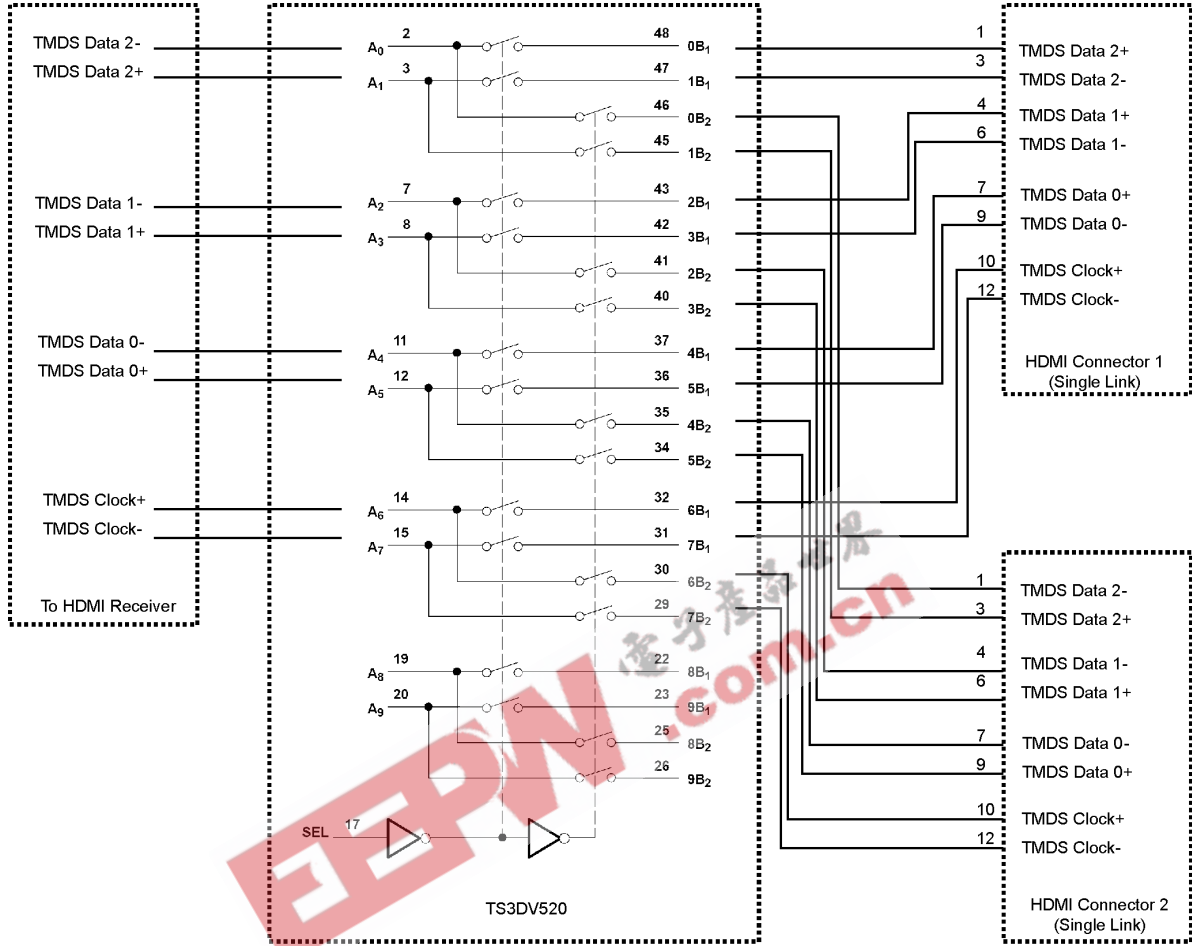 TMDS Data 2-
TMDS Data 2+
TMDS Data 1-
TMDS Data 1+
TMDS Data 0-
TMDS Data 0+
TMDS Clock+
TMDS Clock-
To HDMI Receiver
A0 2 48 0B1
A1 3 47 1B1
46 0B2
45 1B2
A2 7 43 2B1
A3 8 42 3B1
41 2B2
40 3B2
A4 11 37 4B1
A5 12 36 5B1
35 4B2
34 5B2
A6 14 32 6B1
A7 15 31 7B1
30 6B2
29 7B2
A8 19 22 8B1
A9 20 23 9B1
25 8B2
26 9B2
SEL 17
TS3DV520
1 TMDS Data 2+
3 TMDS Data 2-
4 TMDS Data 1+
6 TMDS Data 1-
7 TMDS Data 0+
9 TMDS Data 0-
10 TMDS Clock+
12 TMDS Clock-
HDMI Connector 1
(Single Link)
1 TMDS Data 2-
3 TMDS Data 2+
4 TMDS Data 1-
6 TMDS Data 1+
7 TMDS Data 0-
9 TMDS Data 0+
10 TMDS Clock+
12 TMDS Clock-
HDMI Connector 2
(Single Link)
EEPW
.com.cn
電子產品世界